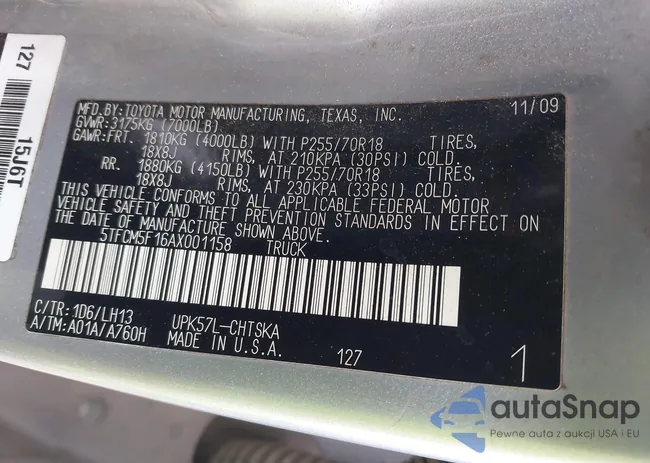 127
15J6T
MFD.BY:TOYOTA MOTOR MANUFACTURING, TEXAS, INC. 11/09
GVWR:3175KG (7000LB)
GAWR:FRT. 1810KG (4000LB) WITH P255/70R18 TIRES,
18X8J RIMS, AT 210KPA (30PSI) COLD.
RR. 1880KG (4150LB) WITH P255/70R18 TIRES,
18X8J RIMS, AT 230KPA (33PSI) COLD.
THIS VEHICLE CONFORMS TO ALL APPLICABLE FEDERAL MOTOR
VEHICLE SAFETY AND THEFT PREVENTION STANDARDS IN EFFECT ON
THE DATE OF MANUFACTURE SHOWN ABOVE.
5TFCM5F16AX001158 TRUCK
C/TR:1D6/LH13 UPK57L-CHTSKA
A/TM:A01A/A760H MADE IN U.S.A. 127 1
autaSnap
Pewne auta z aukcji USA i EU